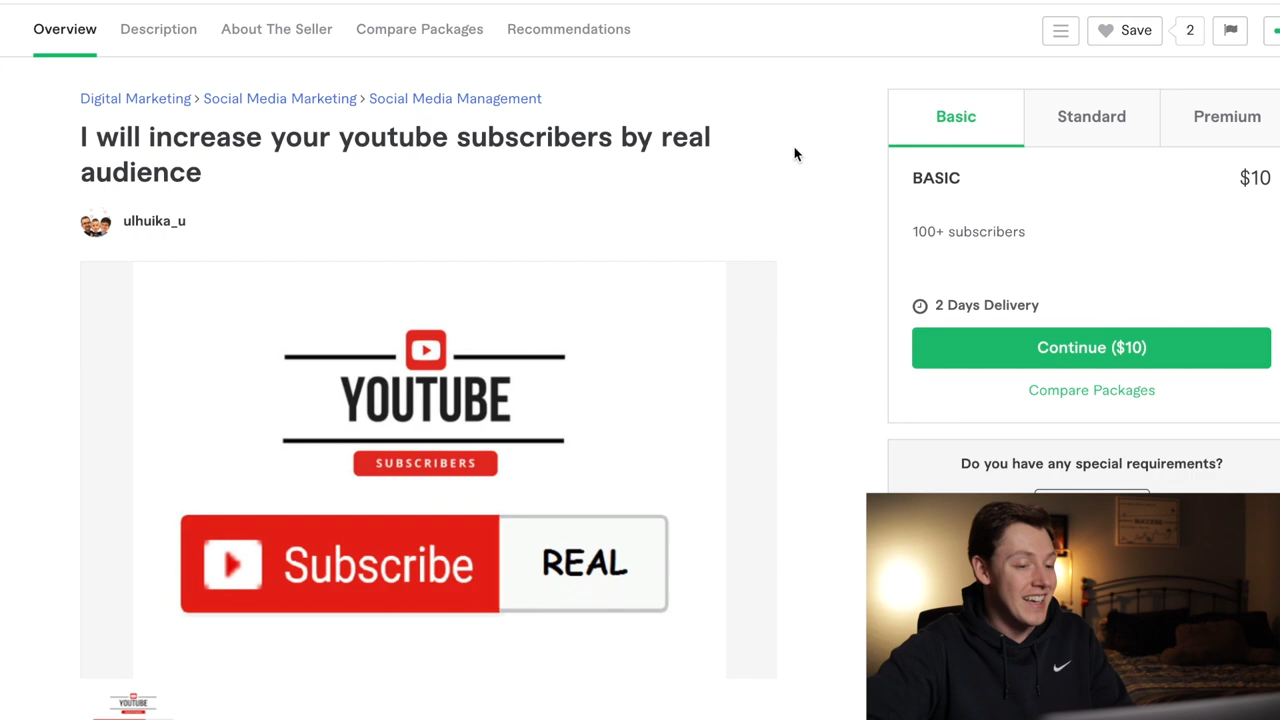 Overview Description About The Seller Compare Packages Recommendations Save 2
Digital Marketing > Social Media Marketing > Social Media Management
I will increase your youtube subscribers by real
audience
ulhuika_u
YOUTUBE
SUBSCRIBERS
Subscribe REAL
YOUTUBE
Basic Standard Premium
BASIC $10
100+ subscribers
2 Days Delivery
Continue ($10)
Compare Packages
Do you have any special requirements?
SUCCESS